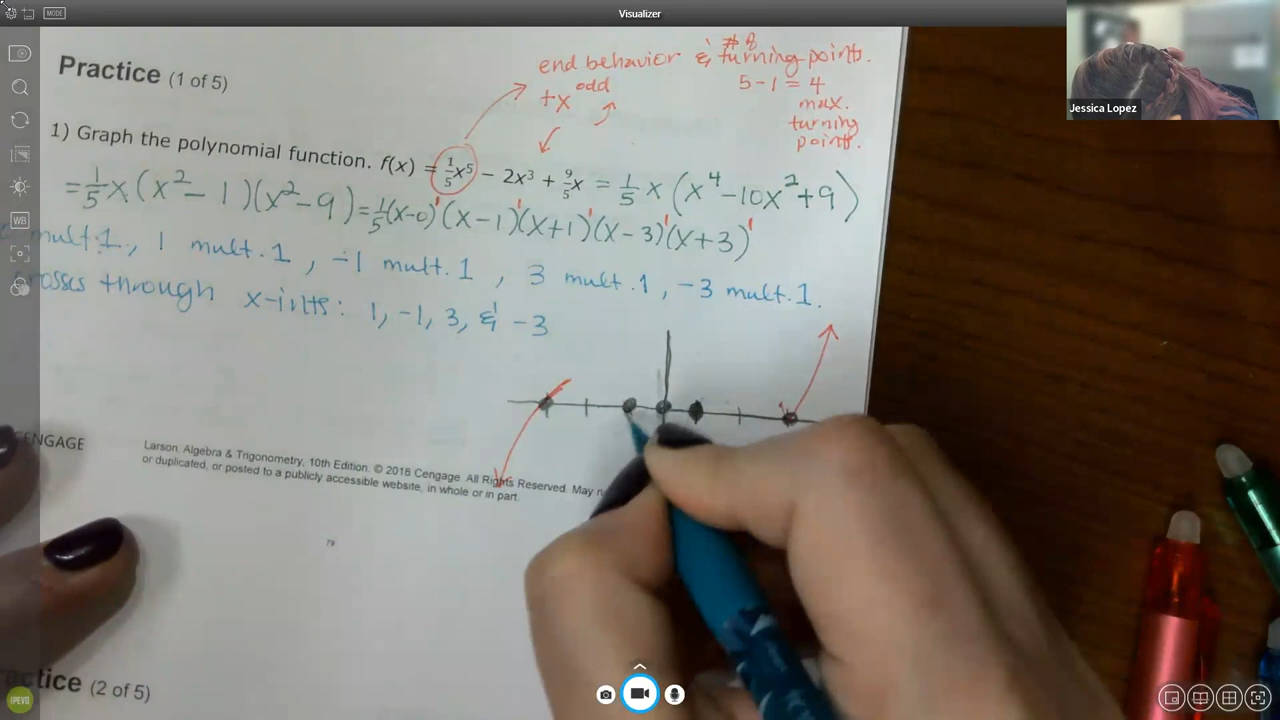 MODE
Visualizer
Jessica Lopez
Practice (1 of 5)
end behavior & # of turning points.
+x^odd
5-1 = 4
max.
turning
points.
1) Graph the polynomial function. f(x) = 1/5x⁵ − 2x³ + 9/5x = 1/5 x (x⁴-10x²+9)
= 1/5 x (x²-1)(x²-9) = 1/5(x-0)¹(x-1)¹(x+1)¹(x-3)¹(x+3)¹
mult. 1, 1 mult. 1, -1 mult. 1, 3 mult. 1, -3 mult. 1.
through x-ints: 1, -1, 3, & -3
CENGAGE
Larson, Algebra & Trigonometry, 10th Edition. © 2018 Cengage. All Rights Reserved. May n
or duplicated, or posted to a publicly accessible website, in whole or in part.
79
(2 of 5)
WB
IPEVO